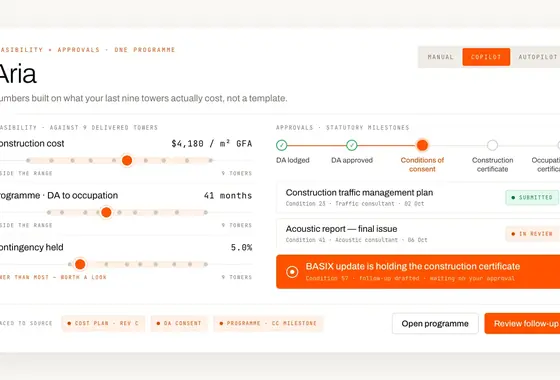 ASIBILITY + APPROVALS · ONE PROGRAMME
Aria
umbers built on what your last nine towers actually cost, not a template.
MANUAL
COPILOT
AUTOPILOT
ASIBILITY · AGAINST 9 DELIVERED TOWERS
onstruction cost
$4,180 / m² GFA
SIDE THE RANGE
9 TOWERS
rogramme · DA to occupation
41 months
SIDE THE RANGE
9 TOWERS
ontingency held
5.0%
WER THAN MOST — WORTH A LOOK
9 TOWERS
APPROVALS · STATUTORY MILESTONES
DA lodged
DA approved
Conditions of
consent
Construction
certificate
Occupatio
certifica
Construction traffic management plan
Condition 23 · Traffic consultant · 02 Oct
SUBMITTED
Acoustic report — final issue
Condition 41 · Acoustic consultant · 06 Oct
IN REVIEW
BASIX update is holding the construction certificate
Condition 57 · follow-up drafted · waiting on your approval
ACED TO SOURCE
COST PLAN · REV C
DA CONSENT
PROGRAMME · CC MILESTONE
Open programme
Review follow-up